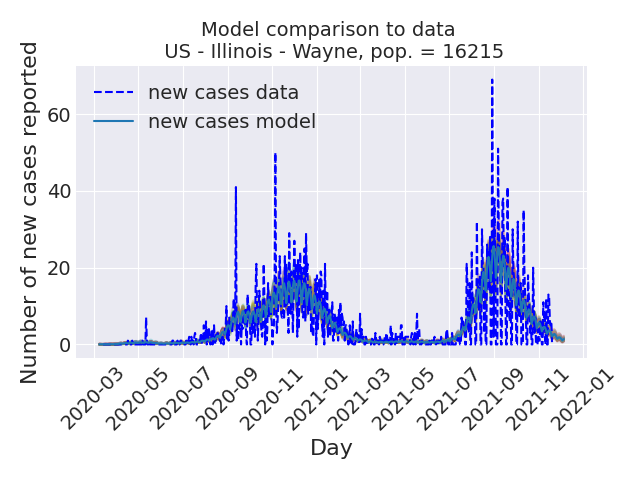 Model comparison to data
US - Illinois - Wayne, pop. = 16215
new cases data
new cases model
Number of new cases reported
60
40
20
0
2020-03
2020-05
2020-07
2020-09
2020-11
2021-01
2021-03
2021-05
2021-07
2021-09
2021-11
2022-01
Day